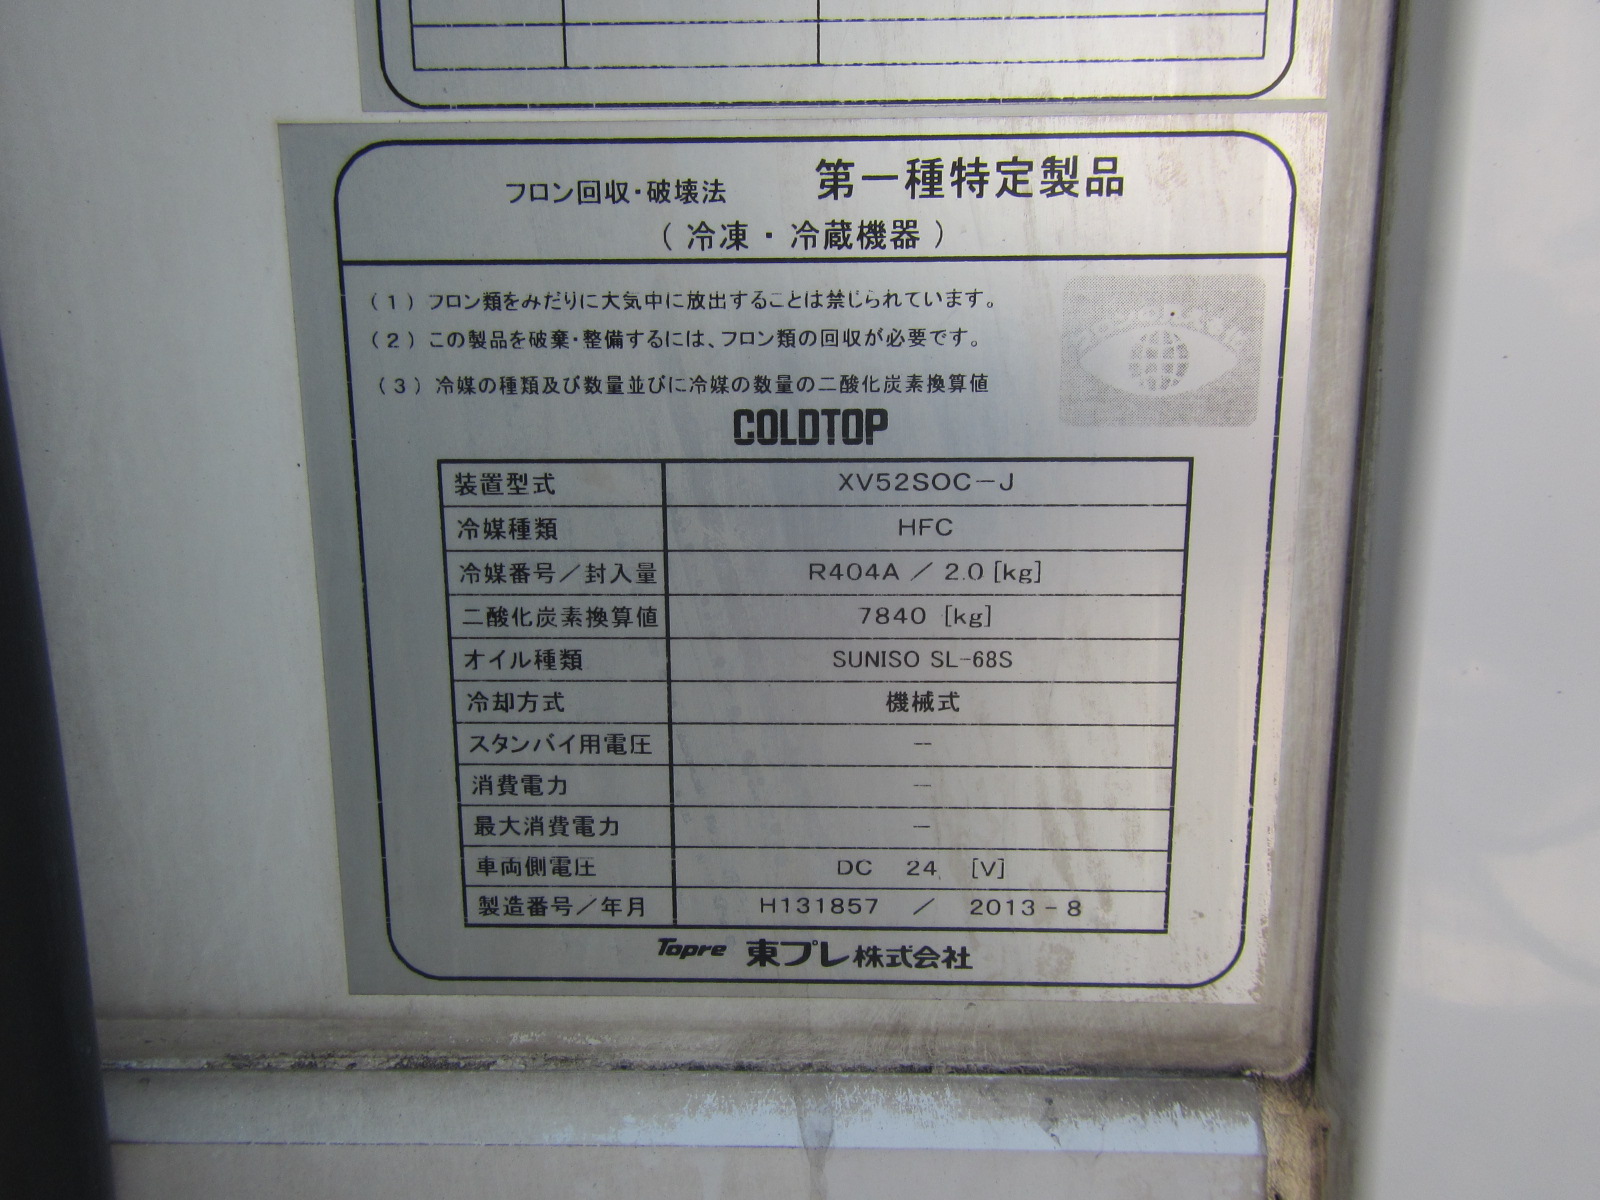 フロン回収・破壊法 第一種特定製品
（冷凍・冷蔵機器）
（1）フロン類をみだりに大気中に放出することは禁じられています。
（2）この製品を破棄・整備するには、フロン類の回収が必要です。
（3）冷媒の種類及び数量並びに冷媒の数量の二酸化炭素換算値
COLDTOP
装置型式 XV52SOC-J
冷媒種類 HFC
冷媒番号／封入量 R404A ／ 2.0 [kg]
二酸化炭素換算値 7840 [kg]
オイル種類 SUNISO SL-68S
冷却方式 機械式
スタンバイ用電圧 --
消費電力 --
最大消費電力 --
車両側電圧 DC 24 [V]
製造番号／年月 H131857 ／ 2013-8
Topre 東プレ株式会社